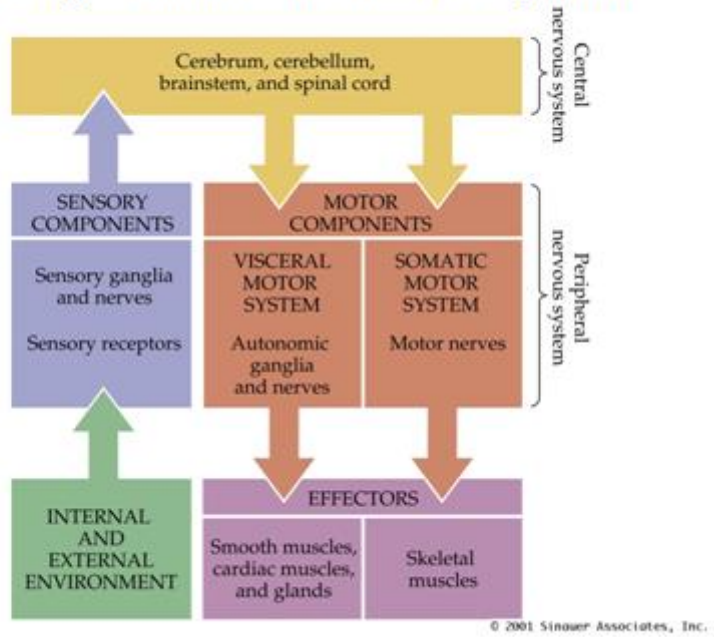 Cerebrum, cerebellum,
brainstem, and spinal cord
Central
nervous system
SENSORY
COMPONENTS
Sensory ganglia
and nerves
Sensory receptors
MOTOR
COMPONENTS
VISCERAL
MOTOR
SYSTEM
Autonomic
ganglia
and nerves
SOMATIC
MOTOR
SYSTEM
Motor nerves
Peripheral
nervous system
INTERNAL
AND
EXTERNAL
ENVIRONMENT
EFFECTORS
Smooth muscles,
cardiac muscles,
and glands
Skeletal
muscles
© 2001 Sinauer Associates, Inc.